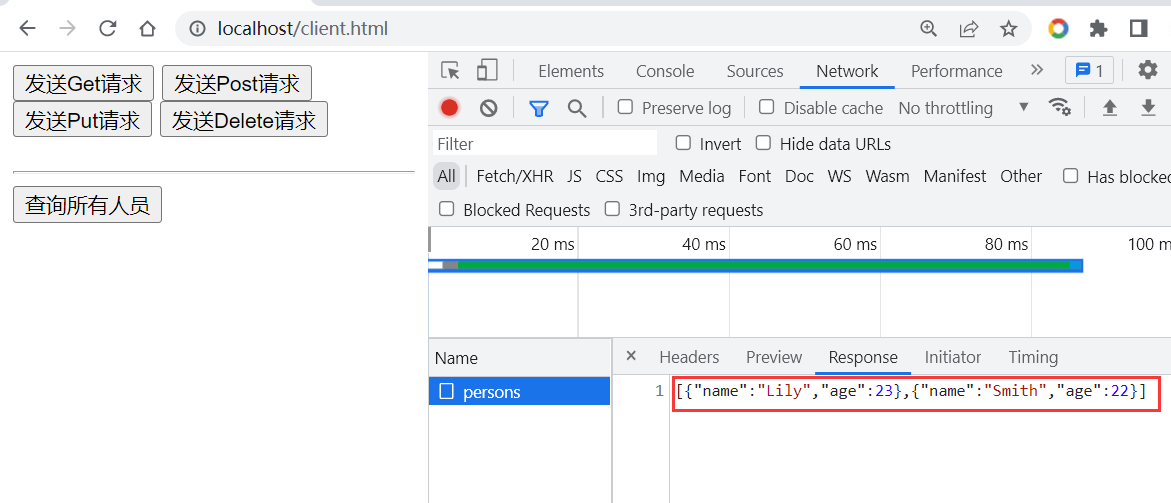 localhost/client.html
发送Get请求 发送Post请求
发送Put请求 发送Delete请求
查询所有人员
Elements Console Sources Network Performance » 1
Preserve log Disable cache No throttling
Filter Invert Hide data URLs
All Fetch/XHR JS CSS Img Media Font Doc WS Wasm Manifest Other Has blocked
Blocked Requests 3rd-party requests
20 ms 40 ms 60 ms 80 ms 100 m
Name
persons
× Headers Preview Response Initiator Timing
1 [{"name":"Lily","age":23},{"name":"Smith","age":22}]